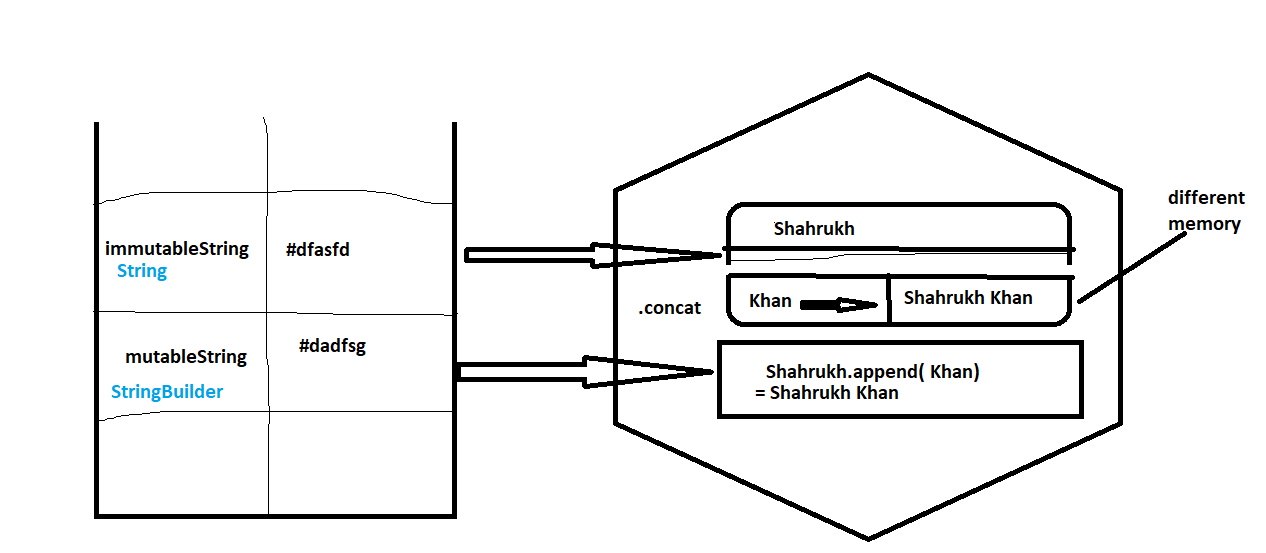 immutableString
String
#dfasfd
mutableString
StringBuilder
#dadfsg
Shahrukh
.concat
Khan
Shahrukh Khan
Shahrukh.append( Khan)
= Shahrukh Khan
different
memory